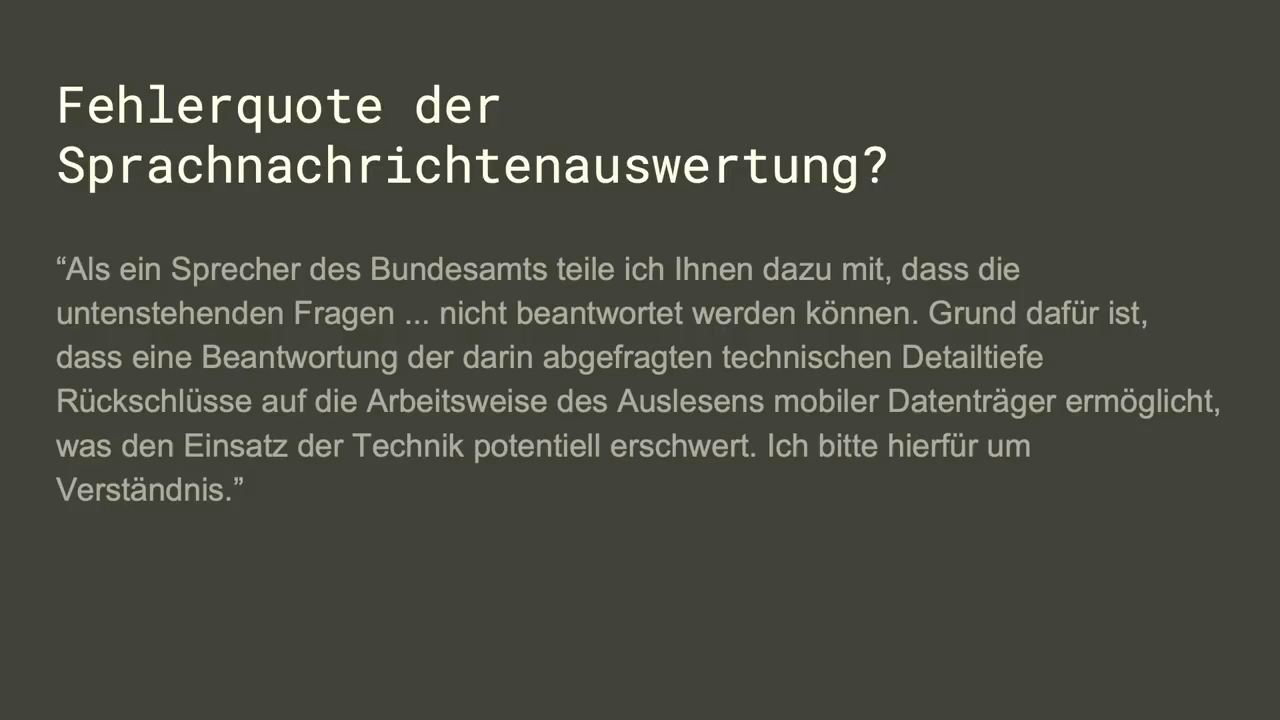 Fehlerquote der
Sprachnachrichtenauswertung?
“Als ein Sprecher des Bundesamts teile ich Ihnen dazu mit, dass die
untenstehenden Fragen ... nicht beantwortet werden können. Grund dafür ist,
dass eine Beantwortung der darin abgefragten technischen Detailtiefe
Rückschlüsse auf die Arbeitsweise des Auslesens mobiler Datenträger ermöglicht,
was den Einsatz der Technik potentiell erschwert. Ich bitte hierfür um
Verständnis.”